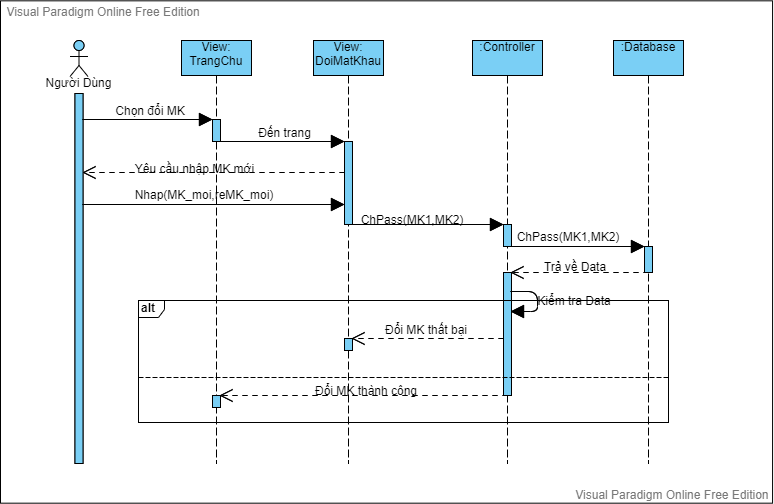 Visual Paradigm Online Free Edition
View:
TrangChu
View:
DoiMatKhau
:Controller
:Database
Người Dùng
Chọn đổi MK
Đến trang
Yêu cầu nhập MK mới
Nhap(MK_moi,reMK_moi)
ChPass(MK1,MK2)
ChPass(MK1,MK2)
Trả về Data
Kiểm tra Data
alt
Đổi MK thất bại
Đổi MK thành công
Visual Paradigm Online Free Edition